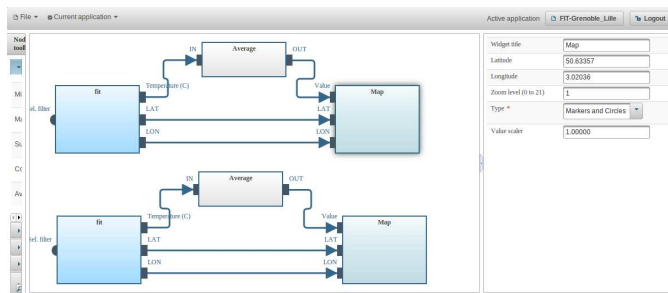 File Current application Active application FIT-Grenoble_Lille Logout
Nod
tool
Mi
Ma
Su
Co
Av
IN Average OUT
Temperature (C) Value
fit Map
el. filter LAT LAT
LON LON
IN Average OUT
Temperature (C) Value
fit Map
el. filter LAT LAT
LON LON
Widget title Map
Latitude 50.63357
Longitude 3.02036
Zoom level (0 to 21) 1
Type * Markers and Circles
Value scaler 1.00000